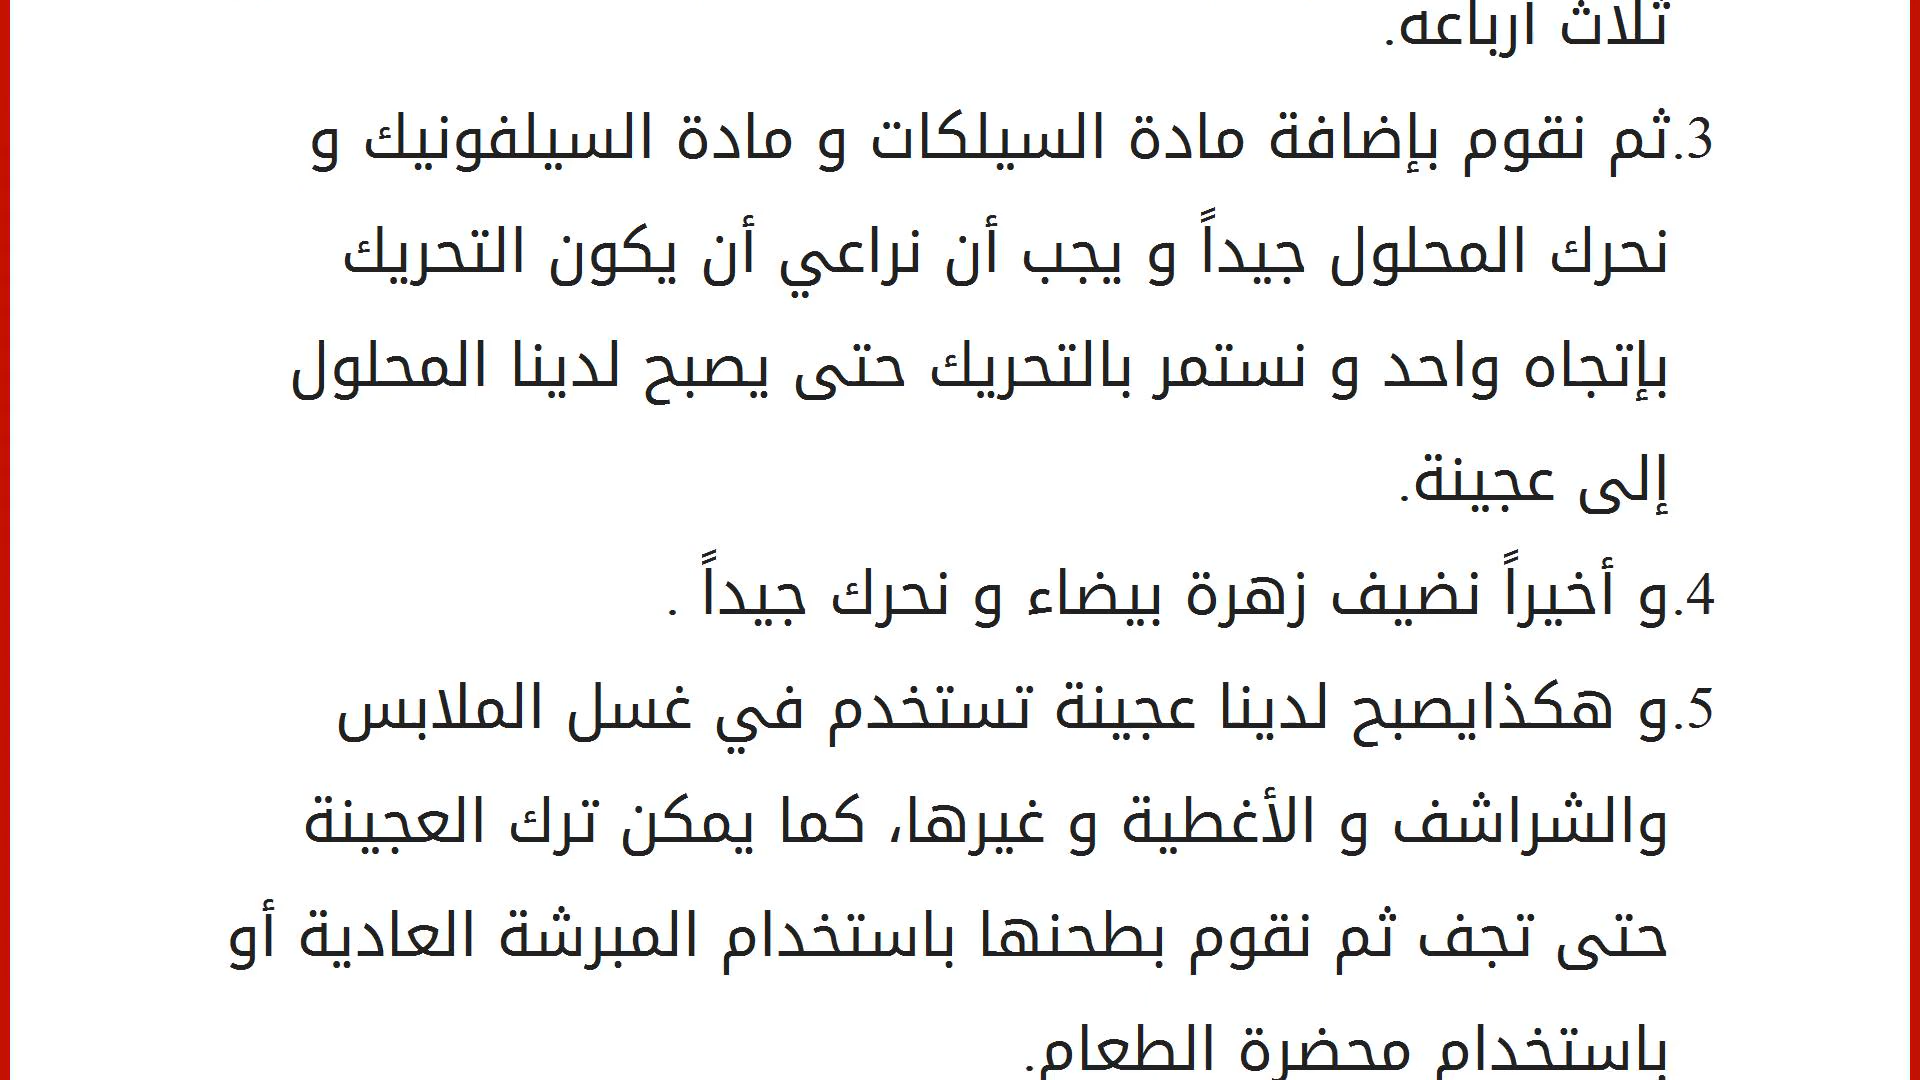 ثلاث أرباعه.
3.ثم نقوم بإضافة مادة السيلكات و مادة السيلفونيك و
نحرك المحلول جيداً و يجب أن نراعي أن يكون التحريك
بإتجاه واحد و نستمر بالتحريك حتى يصبح لدينا المحلول
إلى عجينة.
4.و أخيراً نضيف زهرة بيضاء و نحرك جيداً .
5.و هكذايصبح لدينا عجينة تستخدم في غسل الملابس
والشراشف و الأغطية و غيرها، كما يمكن ترك العجينة
حتى تجف ثم نقوم بطحنها باستخدام المبرشة العادية أو
باستخدام محضرة الطعام.